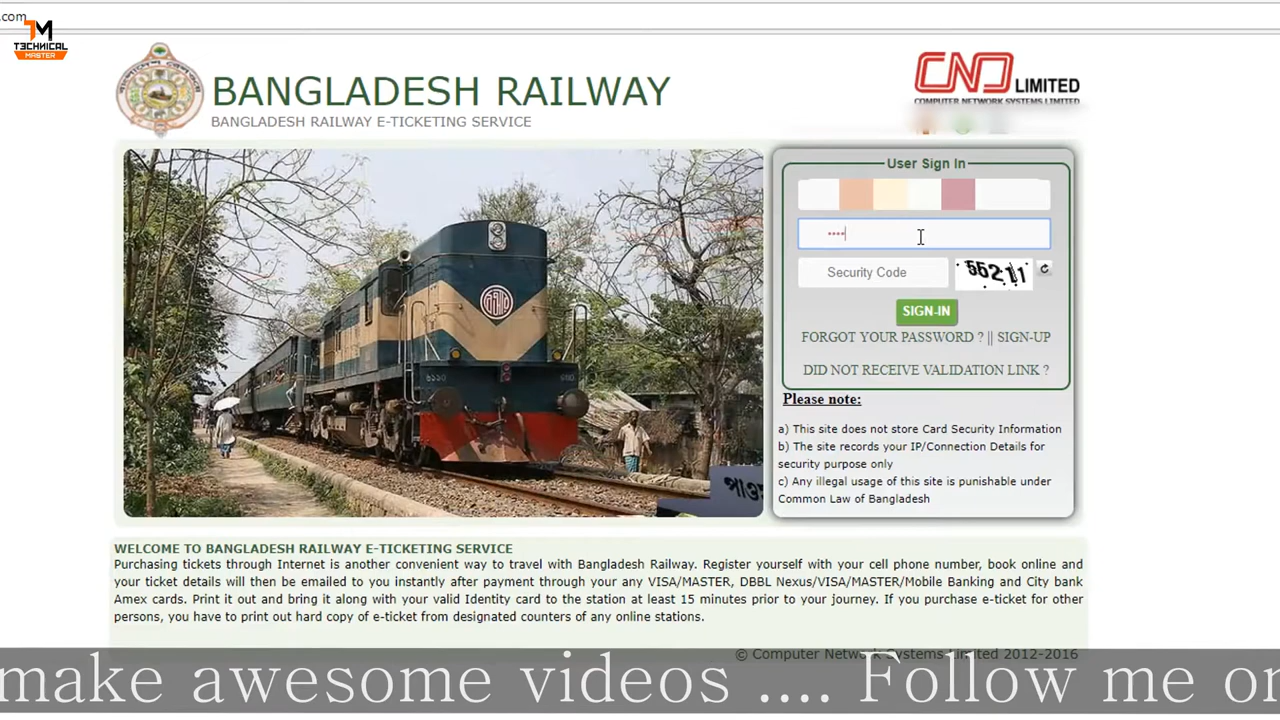 .com
TM
TECHNICAL
MASTER
BANGLADESH RAILWAY
BANGLADESH RAILWAY E-TICKETING SERVICE
CNS LIMITED
COMPUTER NETWORK SYSTEMS LIMITED
User Sign In
••••
Security Code
56211
SIGN-IN
FORGOT YOUR PASSWORD ? || SIGN-UP
DID NOT RECEIVE VALIDATION LINK ?
Please note:
a) This site does not store Card Security Information
b) The site records your IP/Connection Details for
security purpose only
c) Any illegal usage of this site is punishable under
Common Law of Bangladesh
WELCOME TO BANGLADESH RAILWAY E-TICKETING SERVICE
Purchasing tickets through Internet is another convenient way to travel with Bangladesh Railway. Register yourself with your cell phone number, book online and
your ticket details will then be emailed to you instantly after payment through your any VISA/MASTER, DBBL Nexus/VISA/MASTER/Mobile Banking and City bank
Amex cards. Print it out and bring it along with your valid Identity card to the station at least 15 minutes prior to your journey. If you purchase e-ticket for other
persons, you have to print out hard copy of e-ticket from designated counters of any online stations.
© Computer Network Systems Limited 2012-2016
make awesome videos .... Follow me on